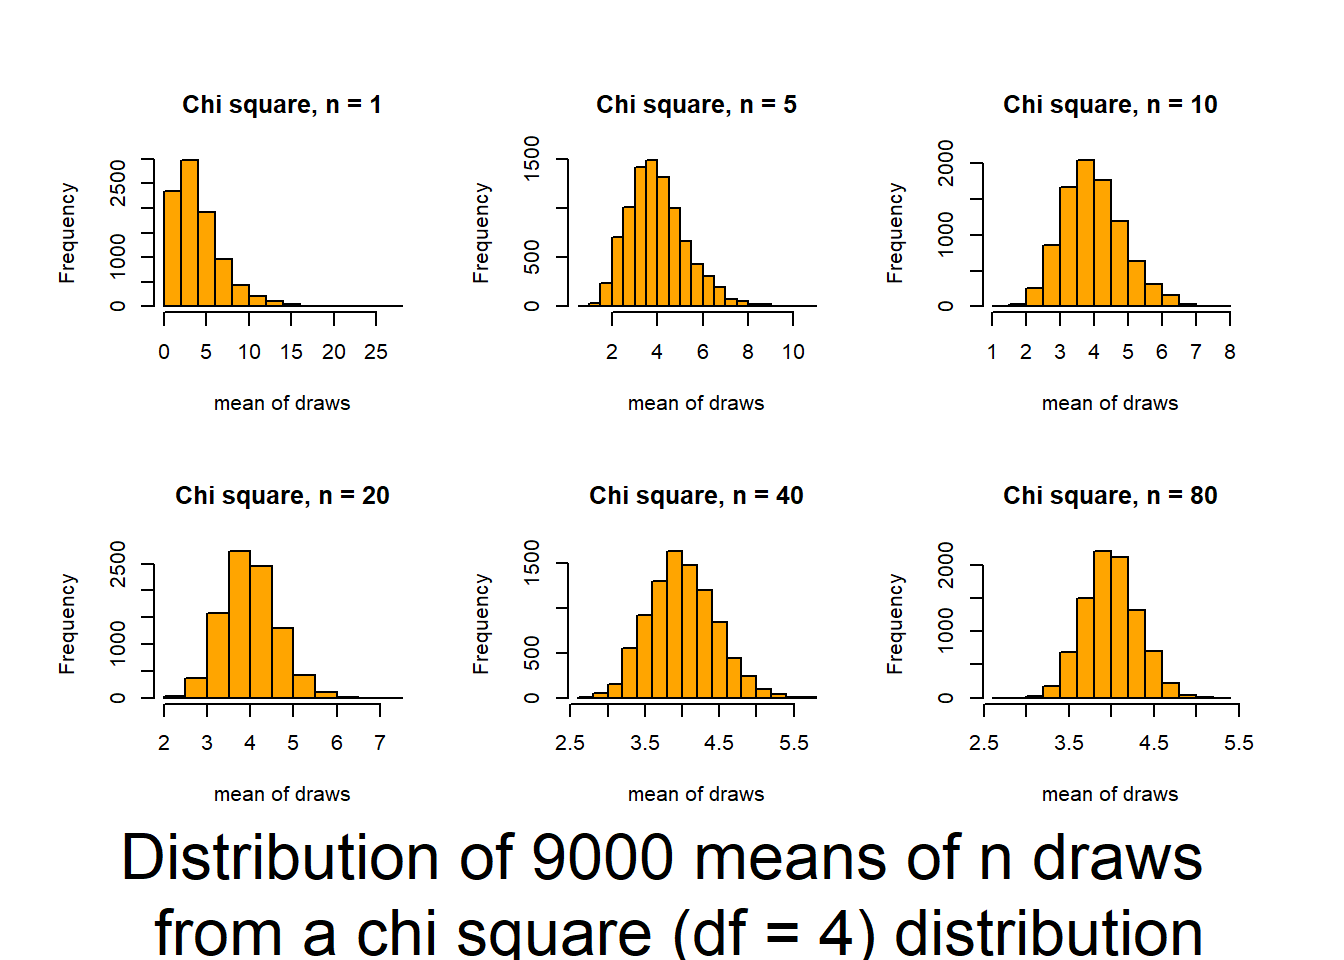 Chi square, n = 1
Frequency
0 1000 2500
0 5 10 15 20 25
mean of draws
Chi square, n = 5
Frequency
0 500 1500
2 4 6 8 10
mean of draws
Chi square, n = 10
Frequency
0 1000 2000
1 2 3 4 5 6 7 8
mean of draws
Chi square, n = 20
Frequency
0 1000 2500
2 3 4 5 6 7
mean of draws
Chi square, n = 40
Frequency
0 500 1500
2.5 3.5 4.5 5.5
mean of draws
Chi square, n = 80
Frequency
0 1000 2000
2.5 3.5 4.5 5.5
mean of draws
Distribution of 9000 means of n draws
from a chi square (df = 4) distribution